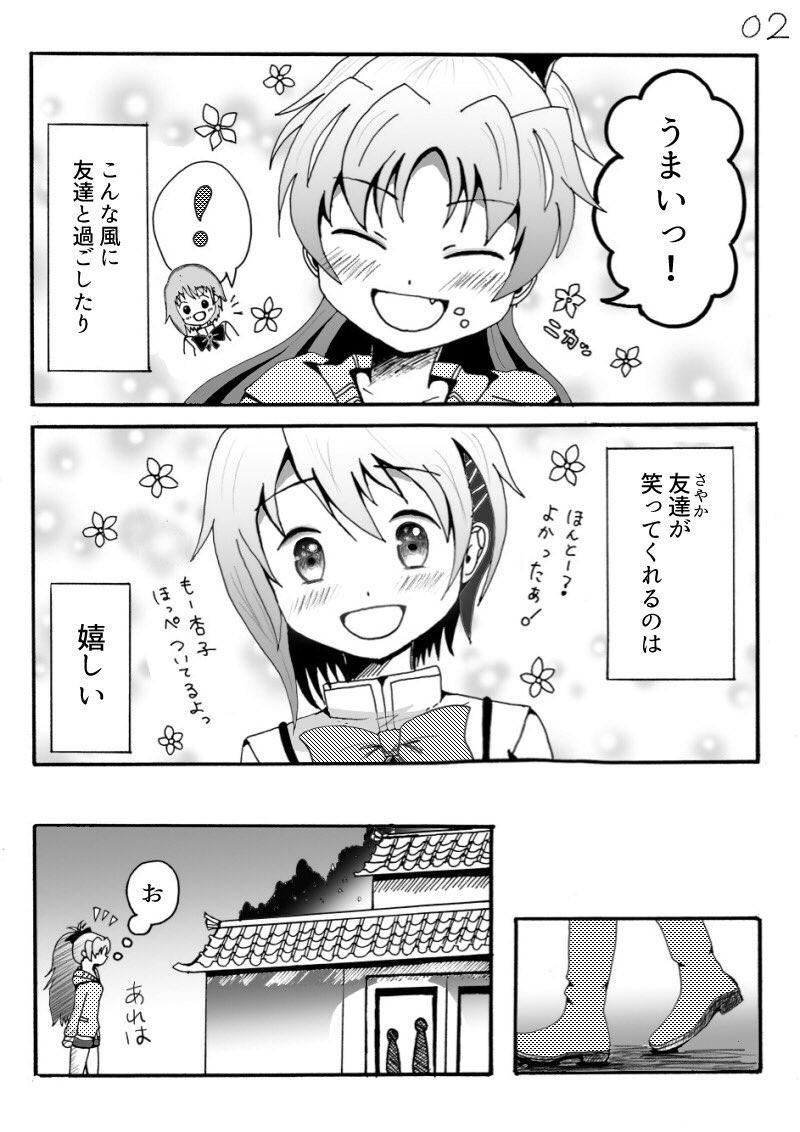 02
うまいっ！
ニカッ
！
こんな風に
友達と過ごしたり
さやか
友達が
笑ってくれるのは
ほんとー？
よかったぁ！
もー杏子
ほっぺついてるよっ
嬉しい
お
あれは